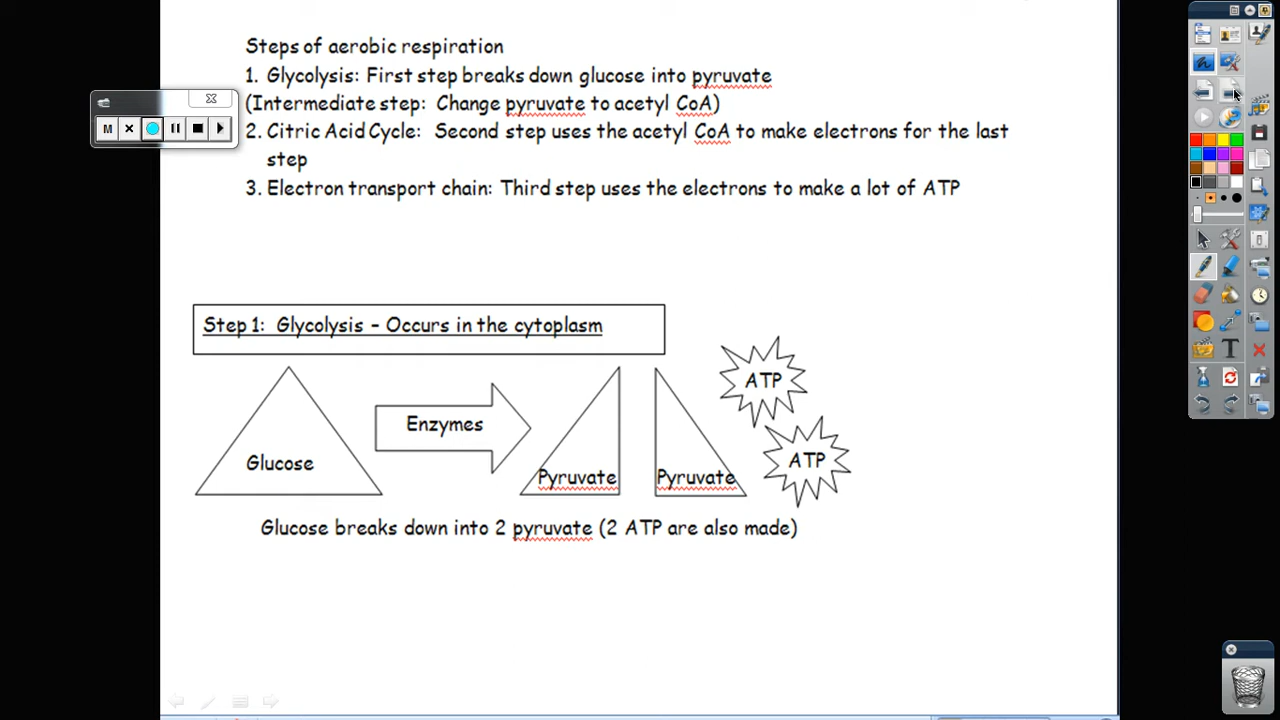 Steps of aerobic respiration
1. Glycolysis: First step breaks down glucose into pyruvate
(Intermediate step: Change pyruvate to acetyl CoA)
2. Citric Acid Cycle: Second step uses the acetyl CoA to make electrons for the last
step
3. Electron transport chain: Third step uses the electrons to make a lot of ATP
Step 1: Glycolysis – Occurs in the cytoplasm
Glucose
Enzymes
Pyruvate
Pyruvate
ATP
ATP
Glucose breaks down into 2 pyruvate (2 ATP are also made)
M
T